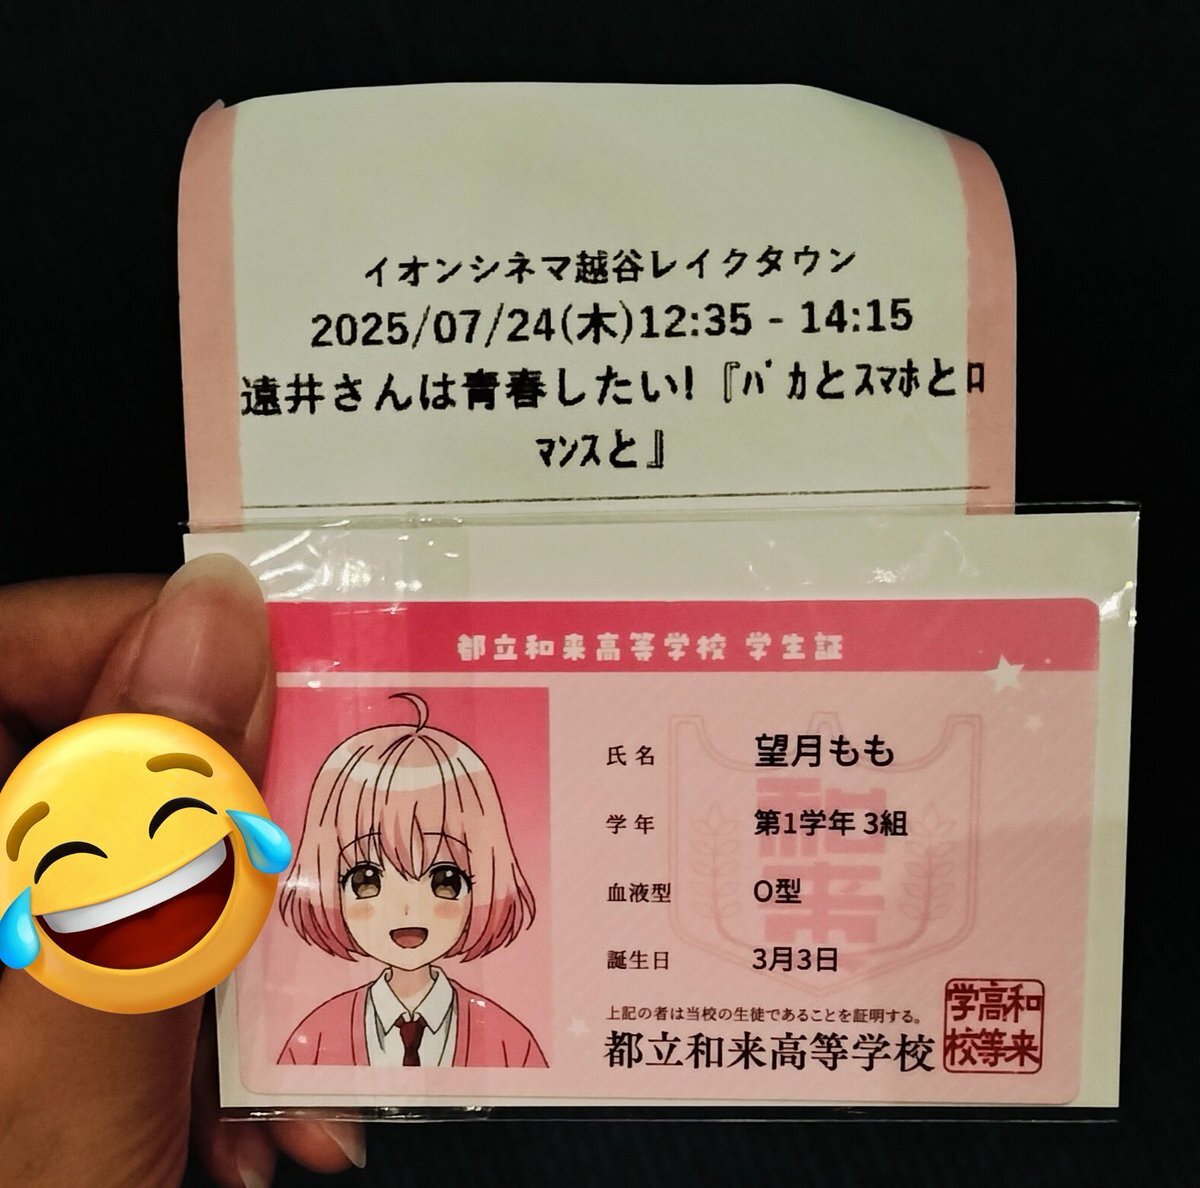 イオンシネマ越谷レイクタウン
2025/07/24(木)12:35 - 14:15
遠井さんは青春したい!『ﾊﾞｶとｽﾏﾎとﾛ
ﾏﾝｽと』
都立和来高等学校 学生証
氏名 望月もも
学年 第1学年 3組
血液型 O型
誕生日 3月3日
和来
上記の者は当校の生徒であることを証明する。
都立和来高等学校
和来高等学校